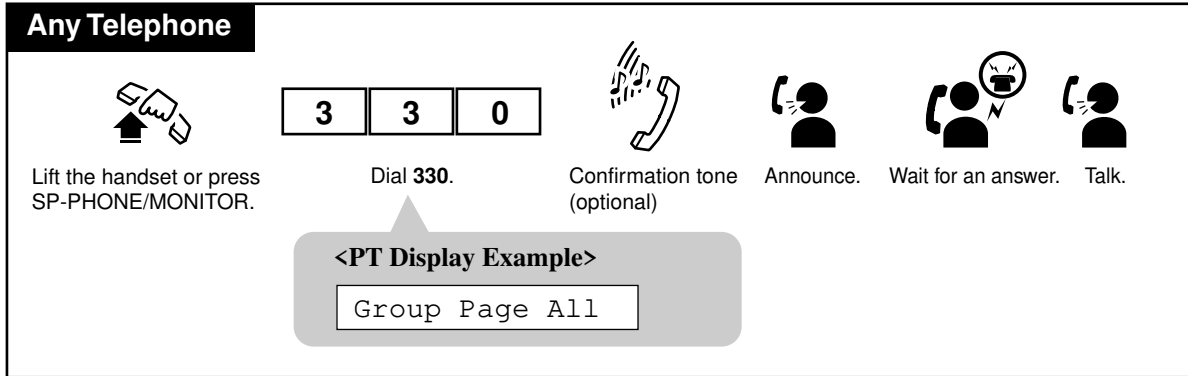 Any Telephone
3 3 0
Lift the handset or press
SP-PHONE/MONITOR.
Dial 330.
Confirmation tone
(optional)
Announce.
Wait for an answer.
Talk.
<PT Display Example>
Group Page All